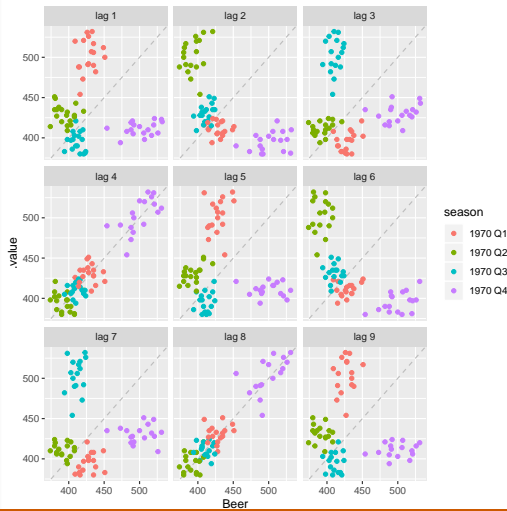 lag 1 lag 2 lag 3
500
450
400
lag 4 lag 5 lag 6
500
450
400
.value
lag 7 lag 8 lag 9
500
450
400
400 450 500 400 450 500 400 450 500
Beer
season
1970 Q1
1970 Q2
1970 Q3
1970 Q4